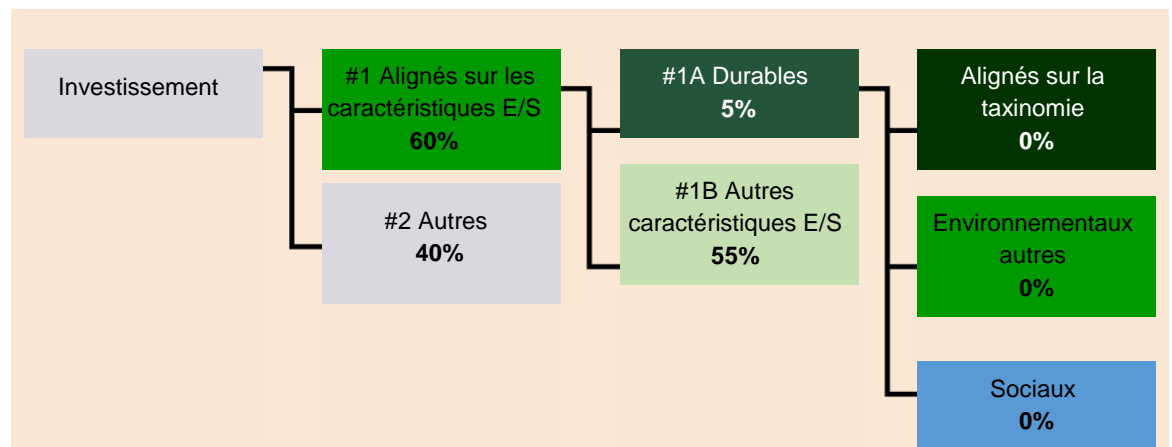 Investissement
#1 Alignés sur les
caractéristiques E/S
60%
#2 Autres
40%
#1A Durables
5%
#1B Autres
caractéristiques E/S
55%
Alignés sur la
taxinomie
0%
Environnementaux
autres
0%
Sociaux
0%